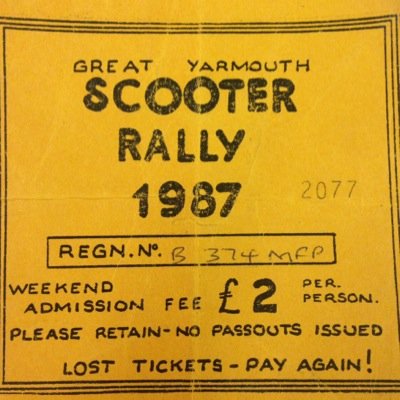 GREAT YARMOUTH
SCOOTER
RALLY
1987
2077
REGN. Nº. B 374 MFP
WEEKEND ADMISSION FEE £2 PER. PERSON.
PLEASE RETAIN-NO PASSOUTS ISSUED
LOST TICKETS - PAY AGAIN!